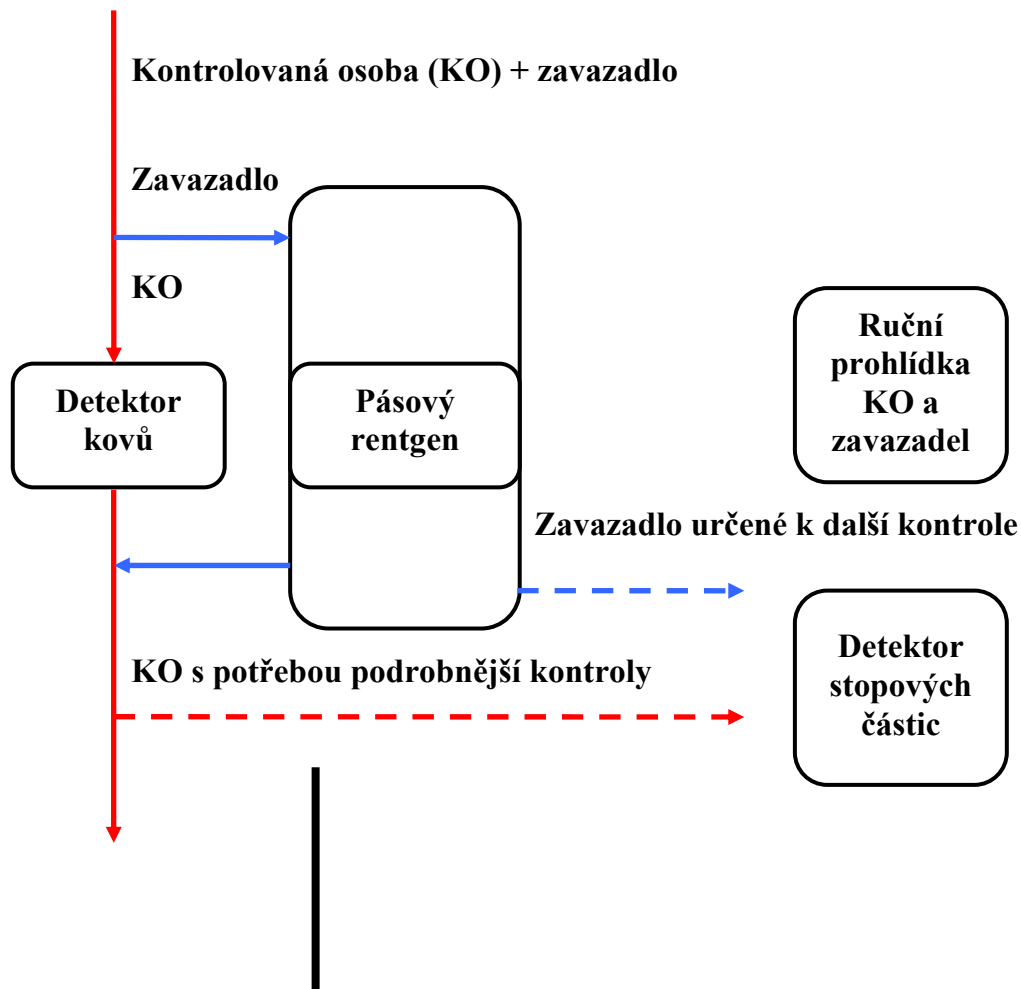 Kontrolovaná osoba (KO) + zavazadlo
Zavazadlo
KO
Detektor
kovů
Pásový
rentgen
Ruční
prohlídka
KO a
zavazadel
Zavazadlo určené k další kontrole
KO s potřebou podrobnější kontroly
Detektor
stopových
částic